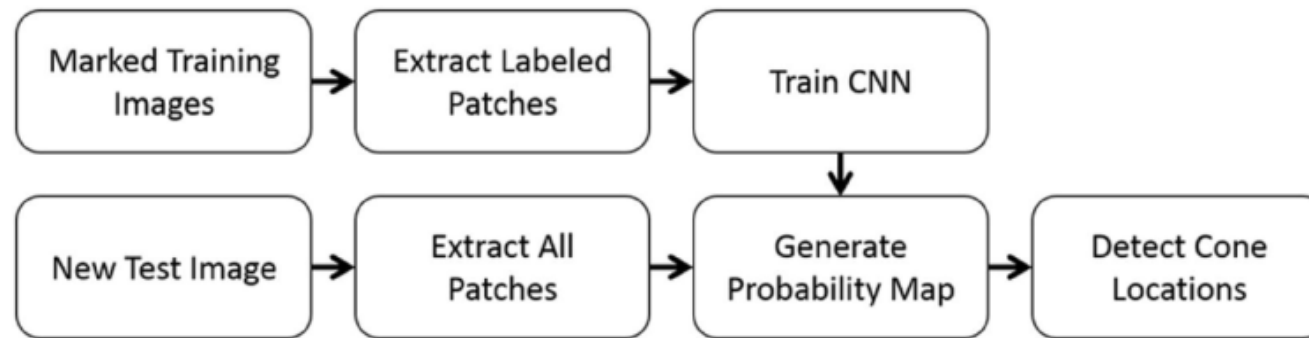 Marked Training
Images
Extract Labeled
Patches
Train CNN
New Test Image
Extract All
Patches
Generate
Probability Map
Detect Cone
Locations